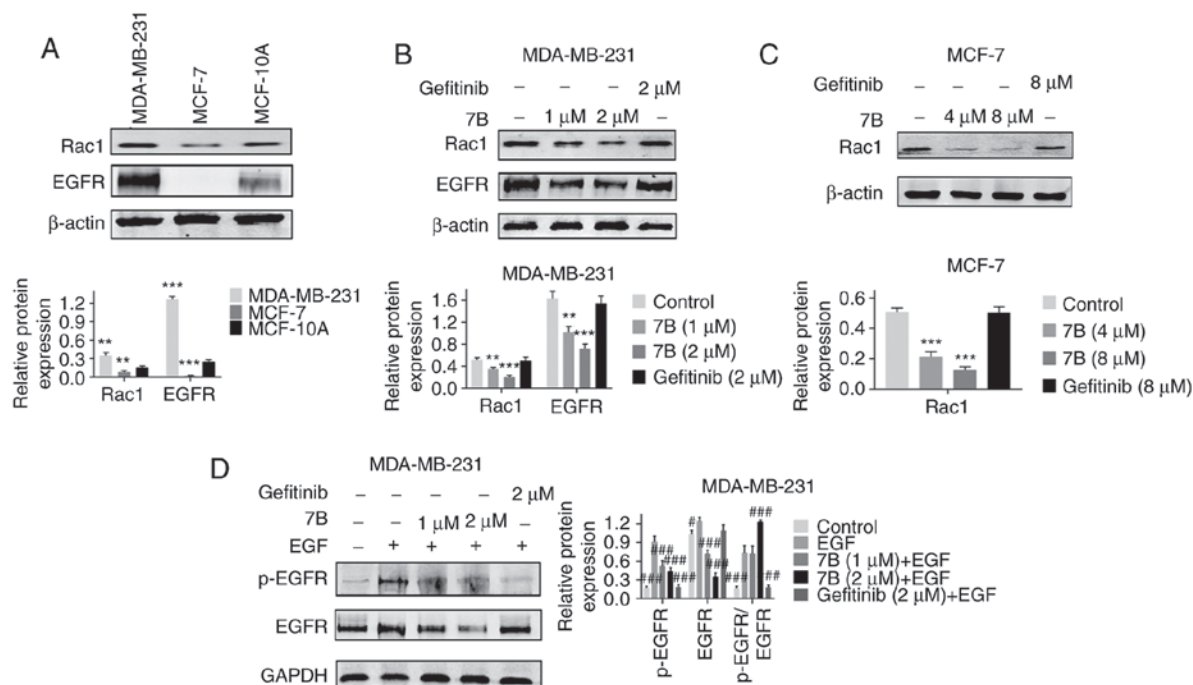 A
MDA-MB-231
MCF-7
MCF-10A
Rac1
EGFR
β-actin
Relative protein
expression
1.2
0.9
0.6
0.3
0.0
**
**
***
***
Rac1
EGFR
MDA-MB-231
MCF-7
MCF-10A
B
MDA-MB-231
Gefitinib – – – 2 μM
7B – 1 μM 2 μM –
Rac1
EGFR
β-actin
MDA-MB-231
Relative protein
expression
1.6
1.2
0.8
0.4
0.0
**
***
**
***
Rac1
EGFR
Control
7B (1 μM)
7B (2 μM)
Gefitinib (2 μM)
C
MCF-7
Gefitinib – – – 8 μM
7B – 4 μM 8 μM –
Rac1
β-actin
MCF-7
Relative protein
expression
0.6
0.4
0.2
0.0
***
***
Rac1
Control
7B (4 μM)
7B (8 μM)
Gefitinib (8 μM)
D
MDA-MB-231
Gefitinib – – – – 2 μM
7B – – 1 μM 2 μM –
EGF – + + + +
p-EGFR
EGFR
GAPDH
MDA-MB-231
Relative protein
expression
1.2
0.9
0.6
0.3
0.0
###
###
###
###
#
###
###
###
###
##
p-EGFR
EGFR
p-EGFR/
EGFR
Control
EGF
7B (1 μM)+EGF
7B (2 μM)+EGF
Gefitinib (2 μM)+EGF